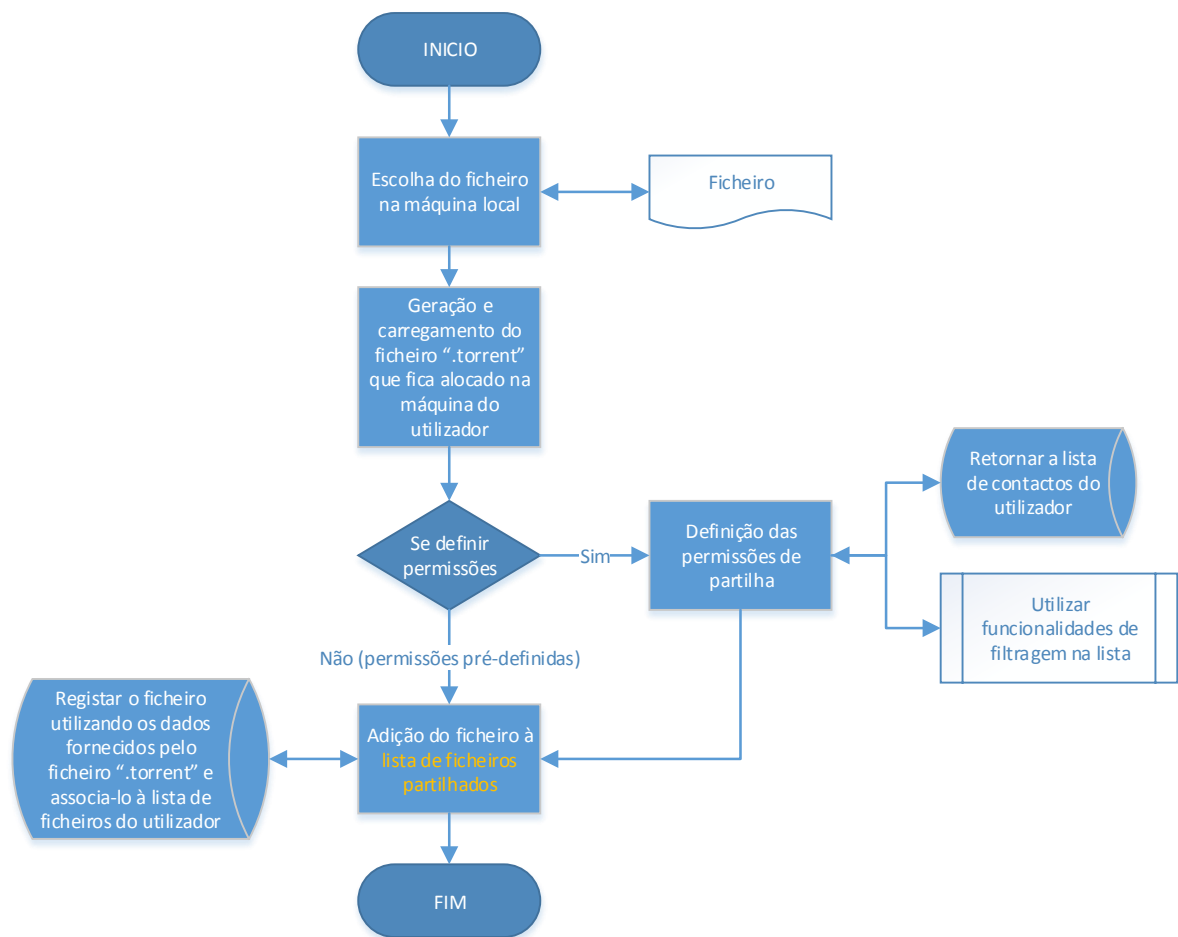 INICIO
Escolha do ficheiro
na máquina local
Ficheiro
Geração e
carregamento do
ficheiro “.torrent”
que fica alocado na
máquina do
utilizador
Se definir
permissões
Sim
Definição das
permissões de
partilha
Retornar a lista
de contactos do
utilizador
Utilizar
funcionalidades de
filtragem na lista
Não (permissões pré-definidas)
Registar o ficheiro
utilizando os dados
fornecidos pelo
ficheiro “.torrent” e
associa-lo à lista de
ficheiros do utilizador
Adição do ficheiro à
lista de ficheiros
partilhados
FIM